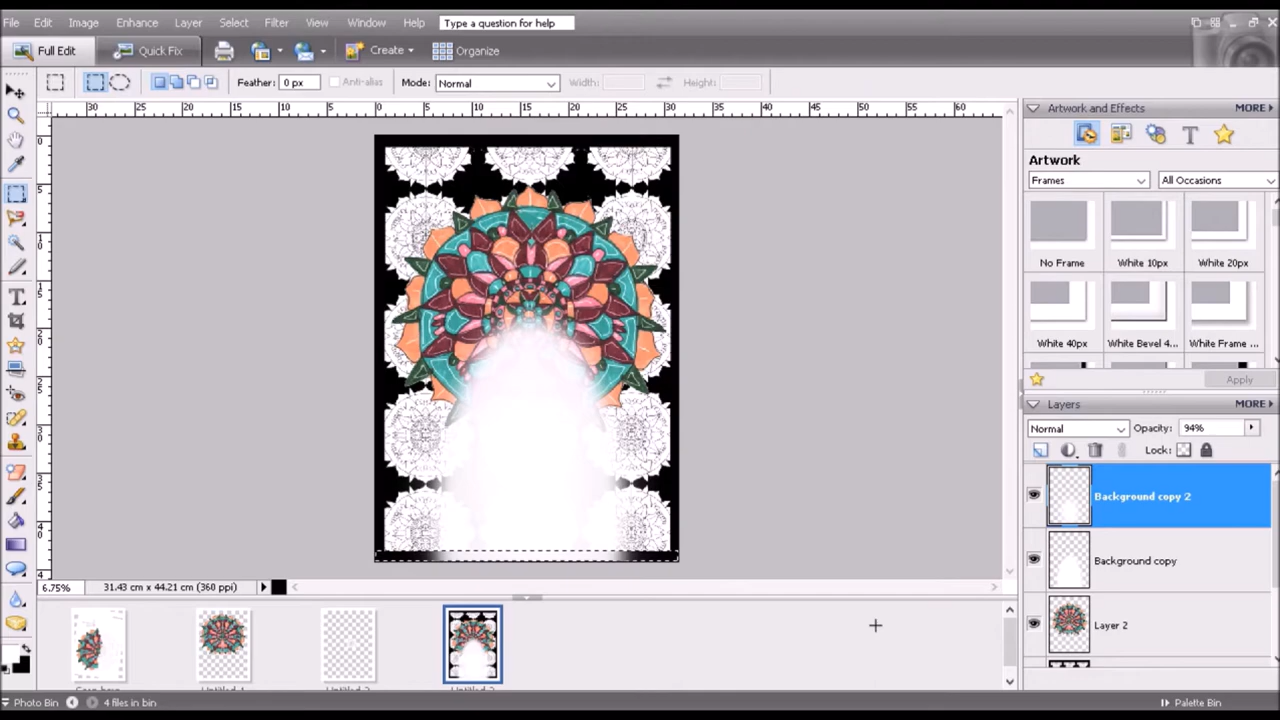 File Edit Image Enhance Layer Select Filter View Window Help Type a question for help
Full Edit Quick Fix Create Organize
Feather: 0 px Anti-alias Mode: Normal Width: Height:
30 25 20 15 10 5 0 5 10 15 20 25 30 35 40 45 50 55 60
Artwork and Effects MORE
Artwork
Frames All Occasions
No Frame White 10px White 20px
White 40px White Bevel 4... White Frame ...
Apply
Layers MORE
Normal Opacity: 94%
Lock:
Background copy 2
Background copy
Layer 2
6.75% 31.43 cm x 44.21 cm (360 ppi)
Photo Bin 4 files in bin Palette Bin